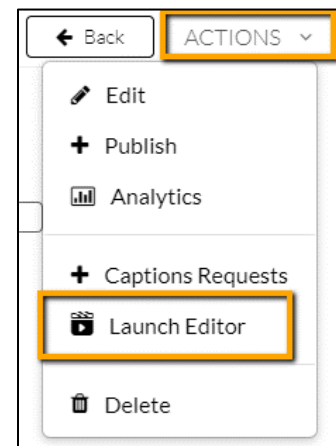 Back ACTIONS
Edit
Publish
Analytics
Captions Requests
Launch Editor
Delete